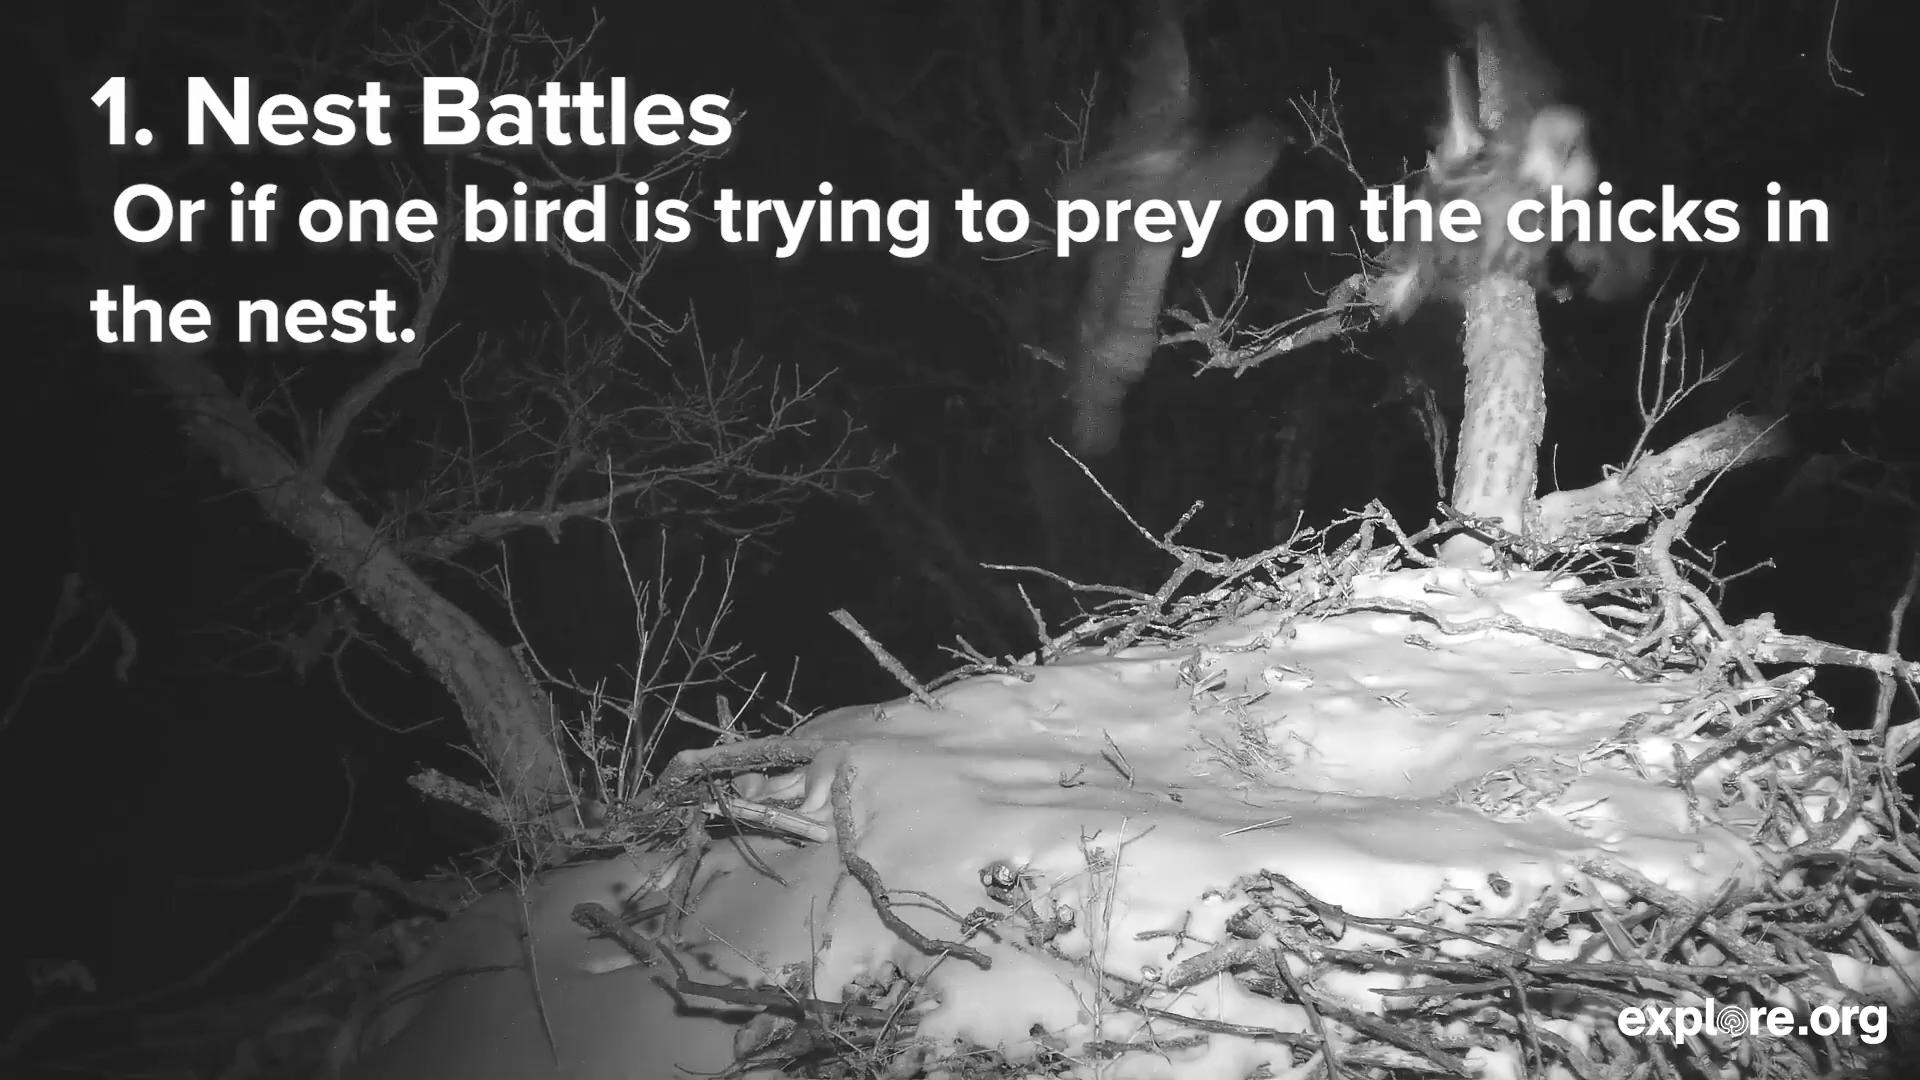 1. Nest Battles
Or if one bird is trying to prey on the chicks in
the nest.
explore.org